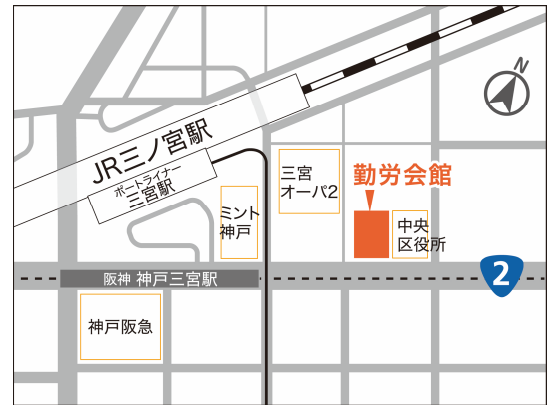 N
JR三ノ宮駅
ポートライナー
三宮駅
三宮
オーパ2
勤労会館
ミント
神戸
中央
区役所
阪神 神戸三宮駅
2
神戸阪急